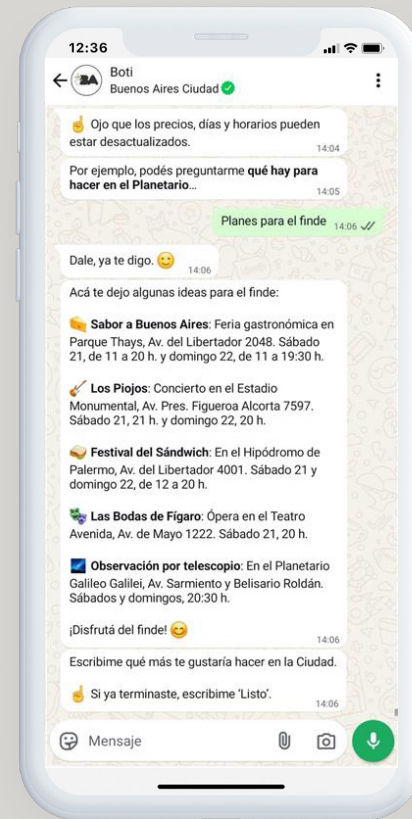 12:36
BA
Boti
Buenos Aires Ciudad
☝ Ojo que los precios, días y horarios pueden
estar desactualizados.
14:04
Por ejemplo, podés preguntarme qué hay para
hacer en el Planetario...
14:05
Planes para el finde 14:06
Dale, ya te digo. 😊
14:06
Acá te dejo algunas ideas para el finde:
🧀 Sabor a Buenos Aires: Feria gastronómica en
Parque Thays, Av. del Libertador 2048. Sábado
21, de 11 a 20 h. y domingo 22, de 11 a 19:30 h.
🎸 Los Piojos: Concierto en el Estadio
Monumental, Av. Pres. Figueroa Alcorta 7597.
Sábado 21, 21 h. y domingo 22, 20 h.
🥪 Festival del Sándwich: En el Hipódromo de
Palermo, Av. del Libertador 4001. Sábado 21 y
domingo 22, de 12 a 20 h.
🎭 Las Bodas de Fígaro: Ópera en el Teatro
Avenida, Av. de Mayo 1222. Sábado 21, 20 h.
🌌 Observación por telescopio: En el Planetario
Galileo Galilei, Av. Sarmiento y Belisario Roldán.
Sábados y domingos, 20:30 h.
¡Disfrutá del finde! 😊
14:06
Escribime qué más te gustaría hacer en la Ciudad.
☝ Si ya terminaste, escribime ‘Listo’.
14:06
Mensaje